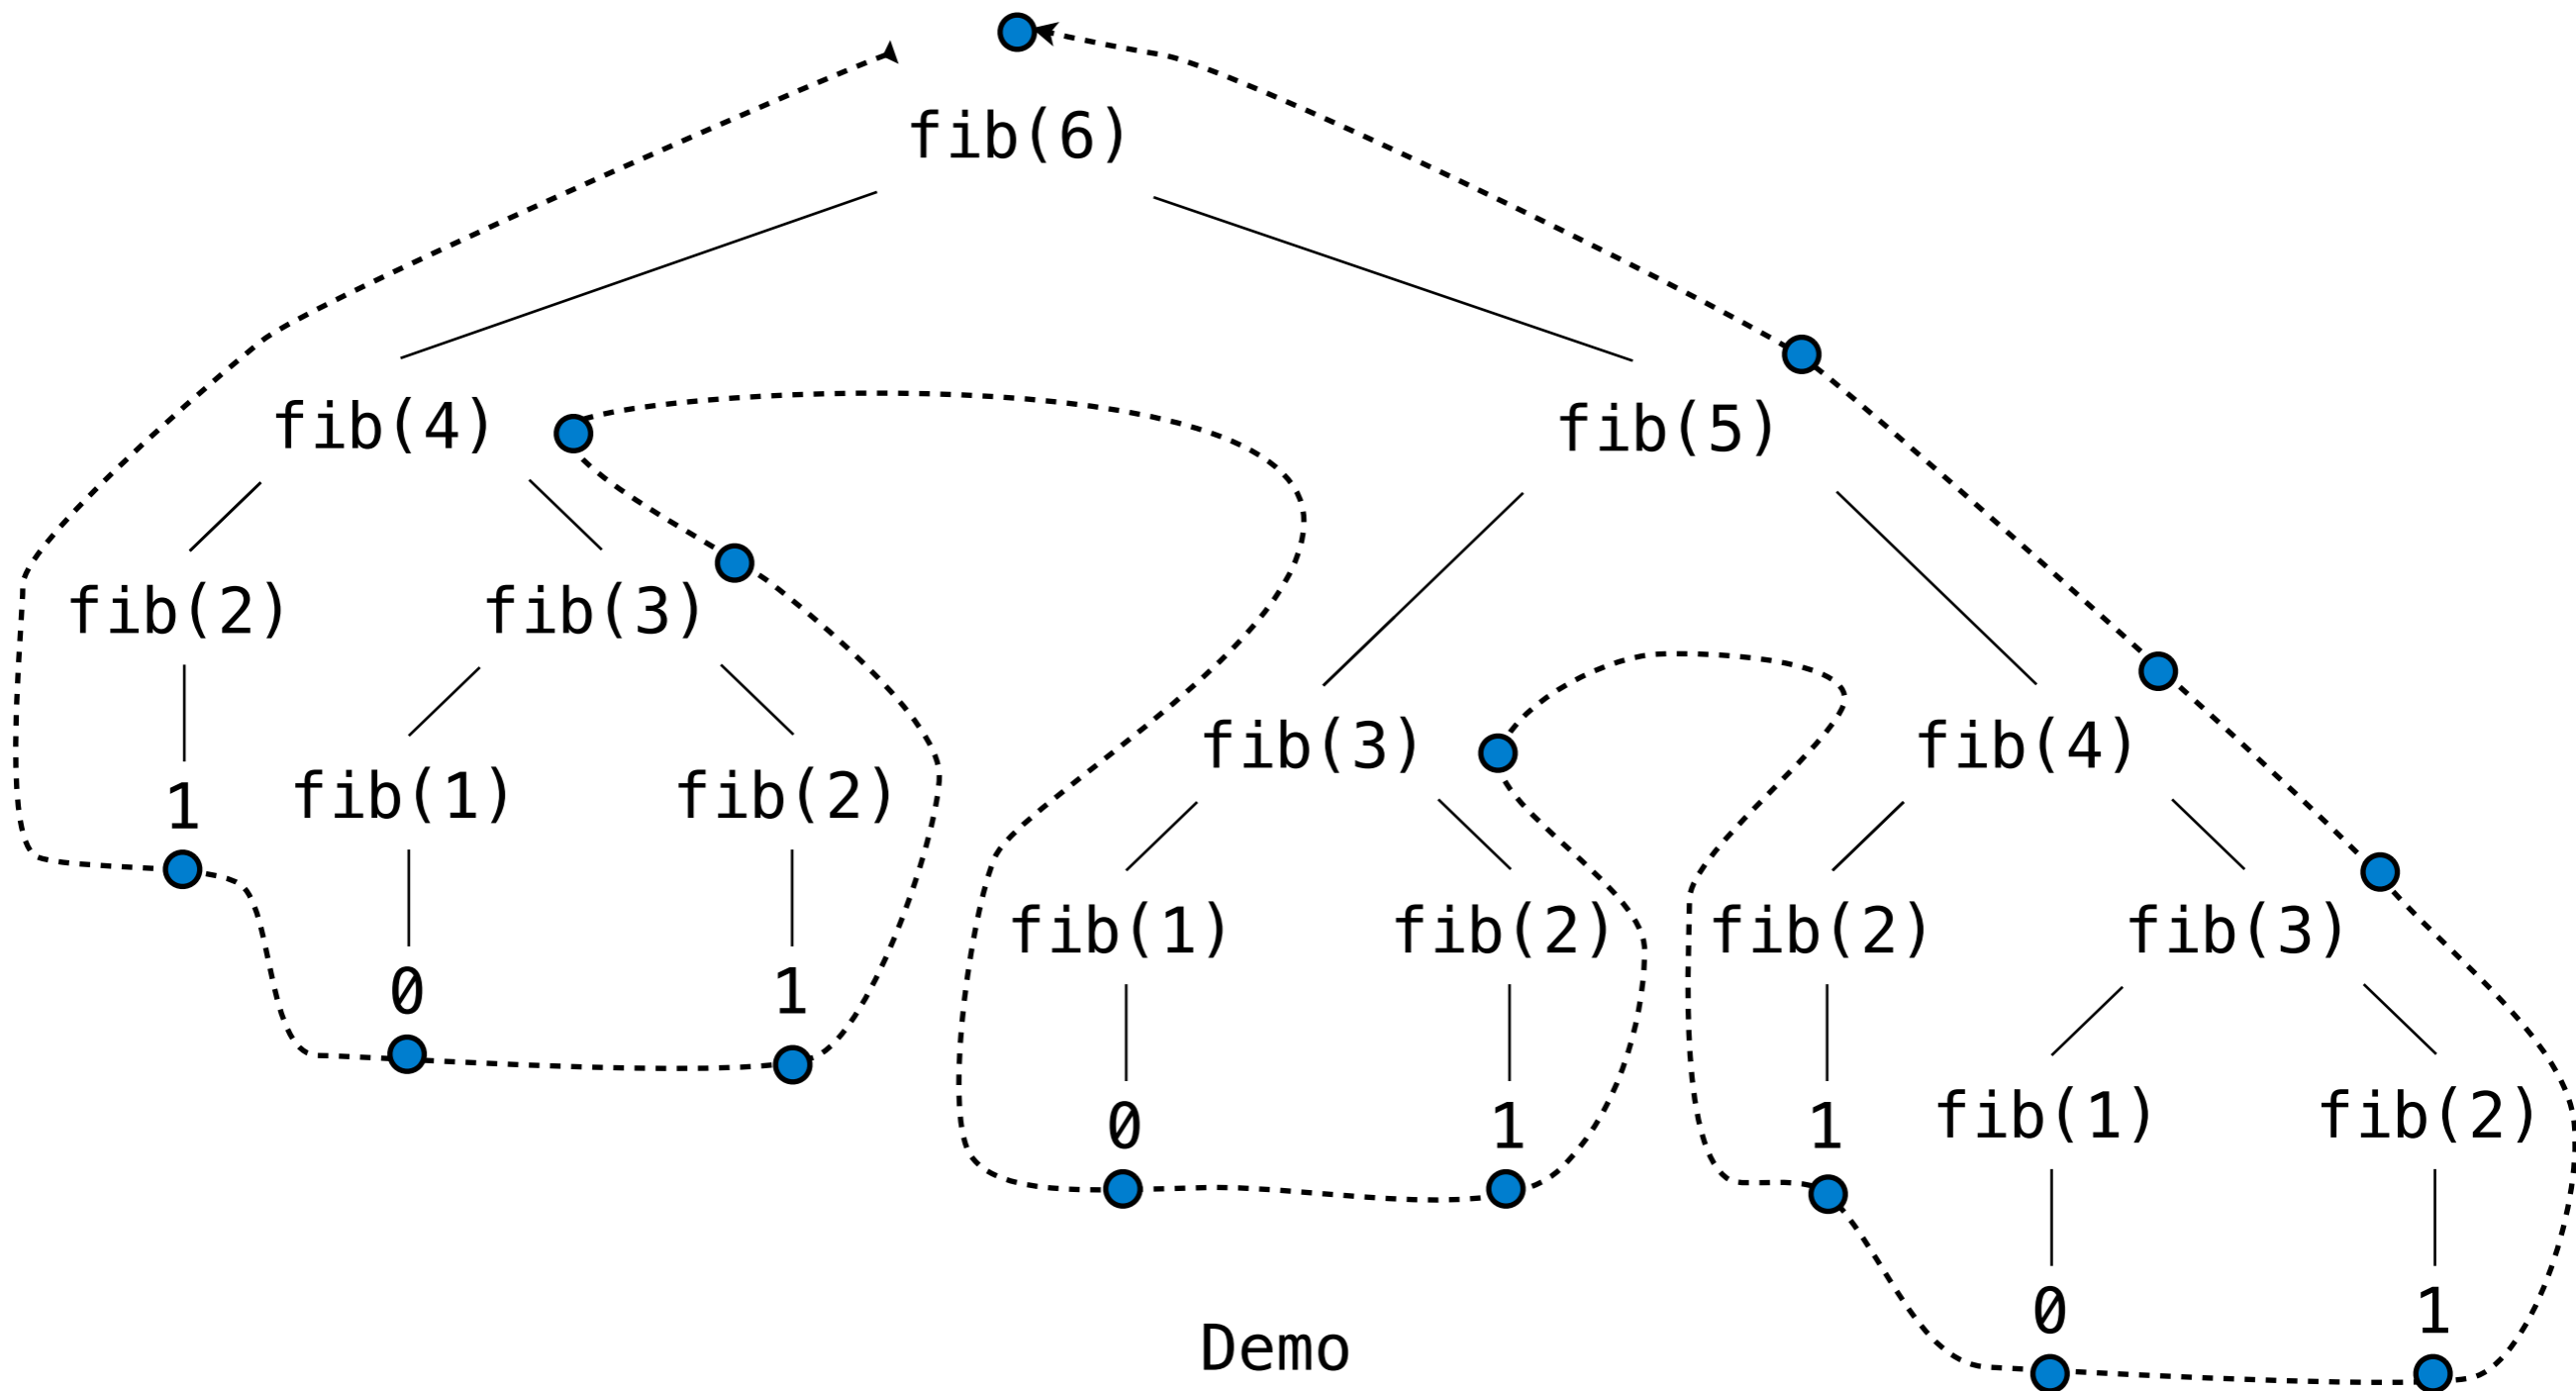 fib(6)
fib(4) fib(5)
fib(2) fib(3)
fib(3) fib(4)
1 fib(1) fib(2)
fib(1) fib(2) fib(2) fib(3)
0 1
0 1 1 fib(1) fib(2)
0 1
Demo